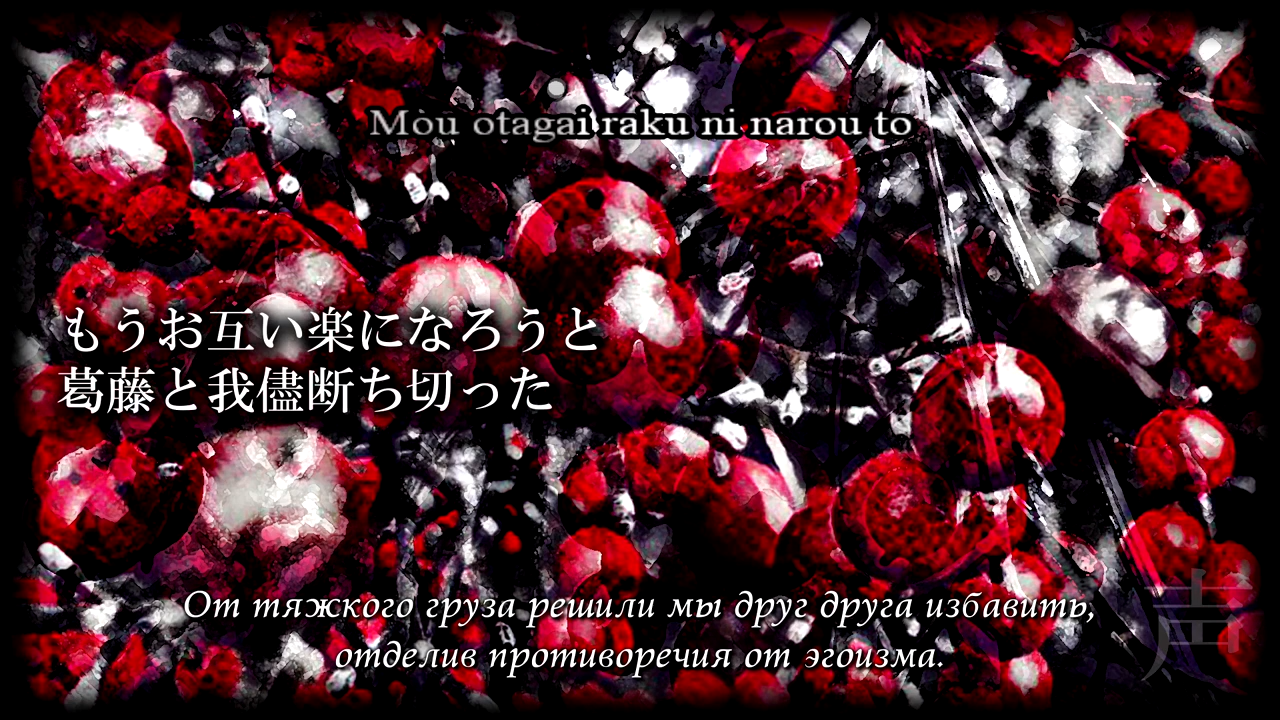 Mou otagai raku ni narou to
もうお互い楽になろうと
葛藤と我儘断ち切った
От тяжкого груза решили мы друг друга избавить,
отделив противоречия от эгоизма.
声